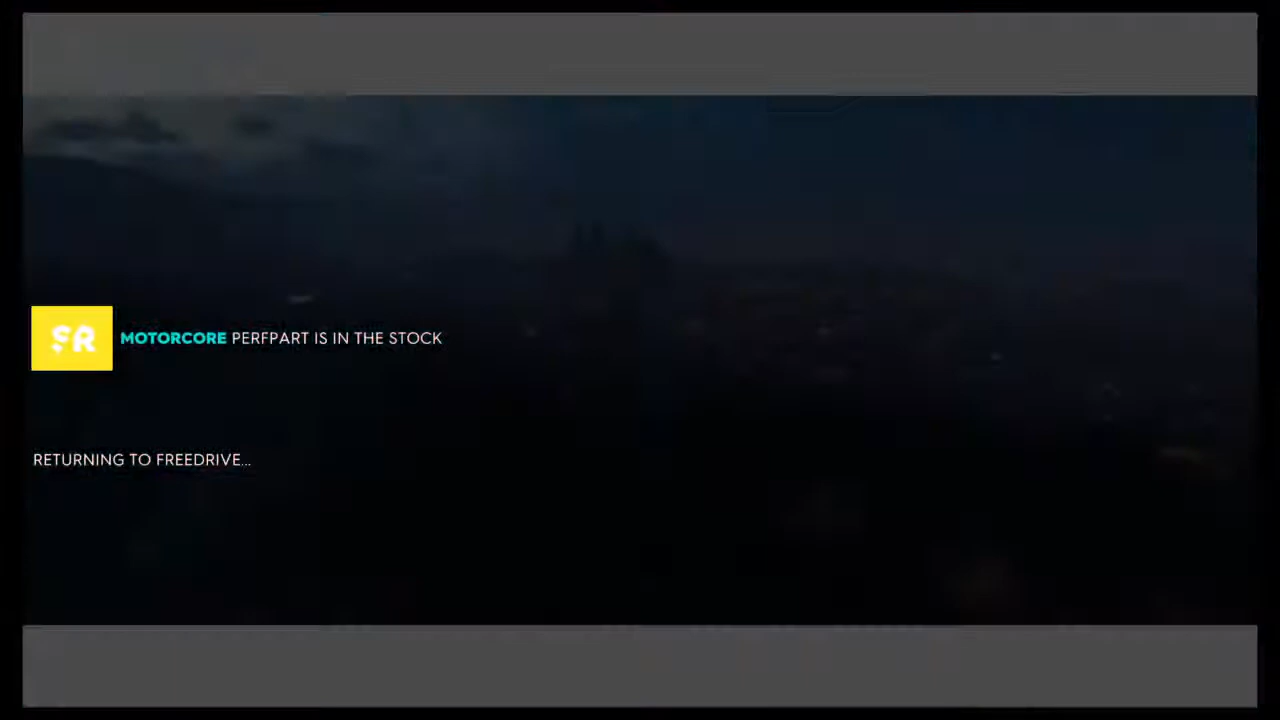 SR
MOTORCORE PERFPART IS IN THE STOCK
RETURNING TO FREEDRIVE...